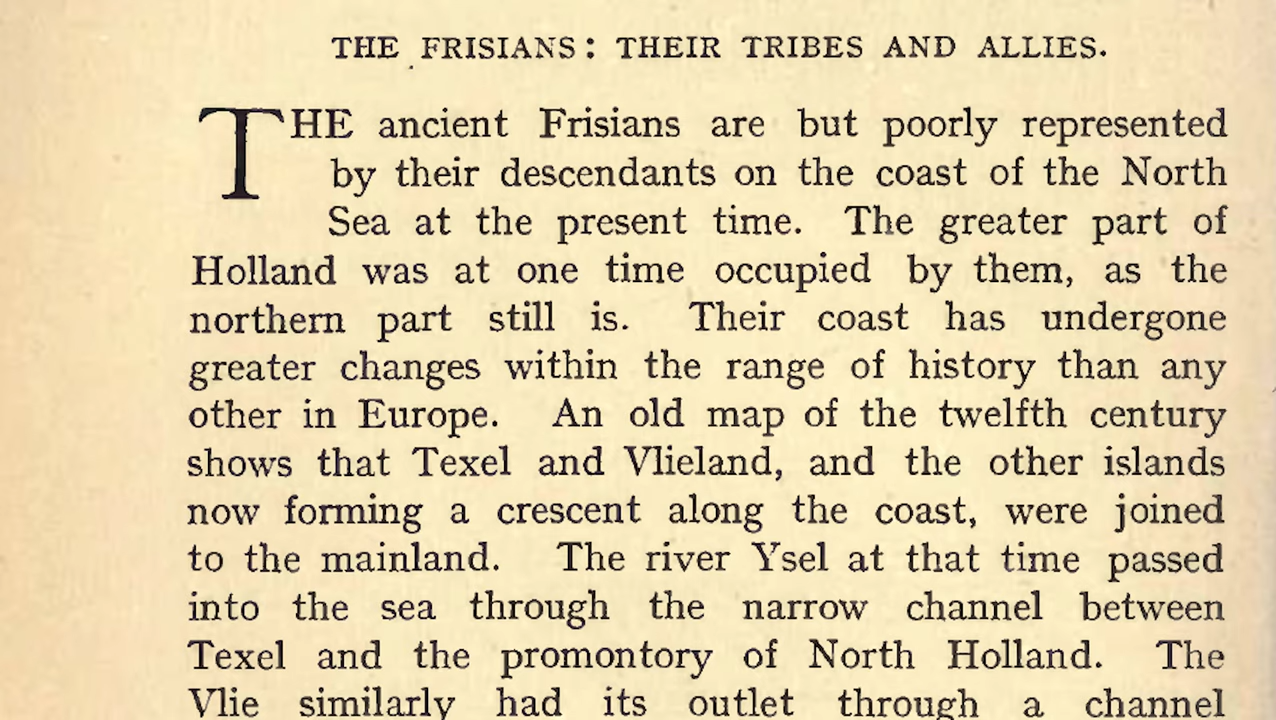 THE FRISIANS: THEIR TRIBES AND ALLIES.
THE ancient Frisians are but poorly represented
by their descendants on the coast of the North
Sea at the present time. The greater part of
Holland was at one time occupied by them, as the
northern part still is. Their coast has undergone
greater changes within the range of history than any
other in Europe. An old map of the twelfth century
shows that Texel and Vlieland, and the other islands
now forming a crescent along the coast, were joined
to the mainland. The river Ysel at that time passed
into the sea through the narrow channel between
Texel and the promontory of North Holland. The
Vlie similarly had its outlet through a channel